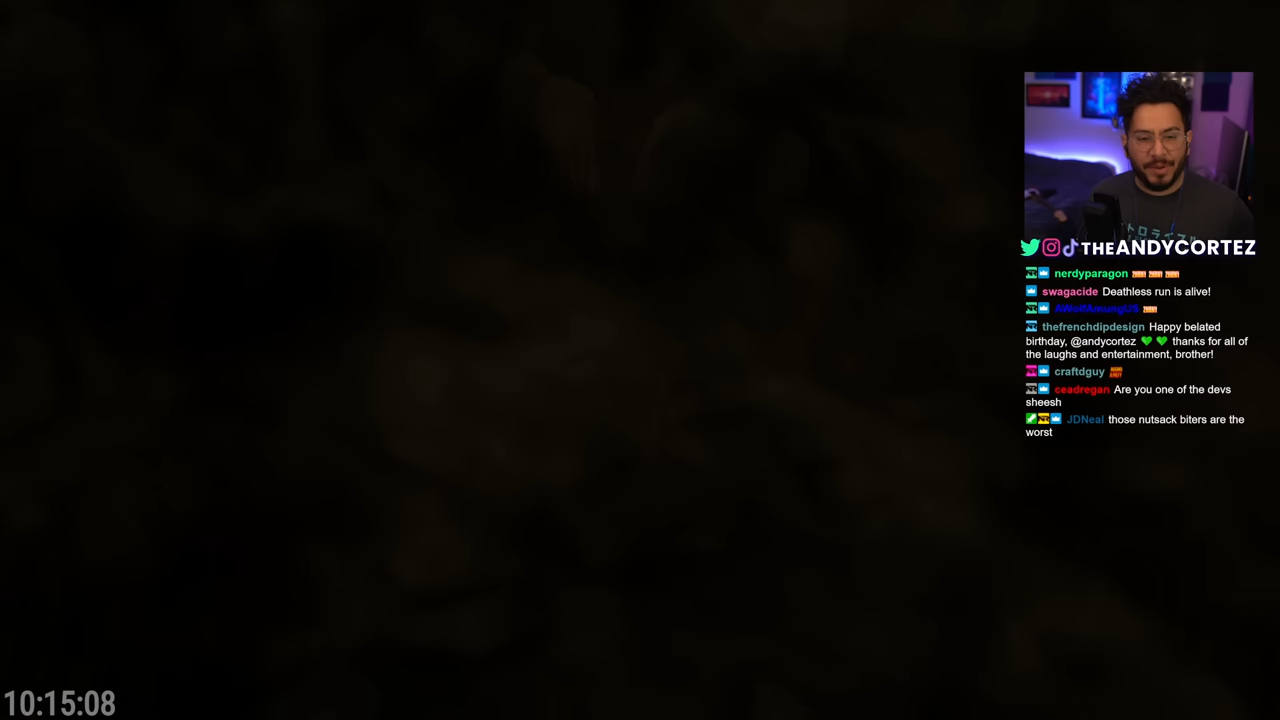 THEANDYCORTEZ
nerdyparagon
swagacide Deathless run is alive!
AWolfAmungUS
thefrenchdipdesign Happy belated
birthday, @andycortez 💚 💚 thanks for all of
the laughs and entertainment, brother!
craftdguy
ceadregan Are you one of the devs
sheesh
JDNeal those nutsack biters are the
worst
10:15:08